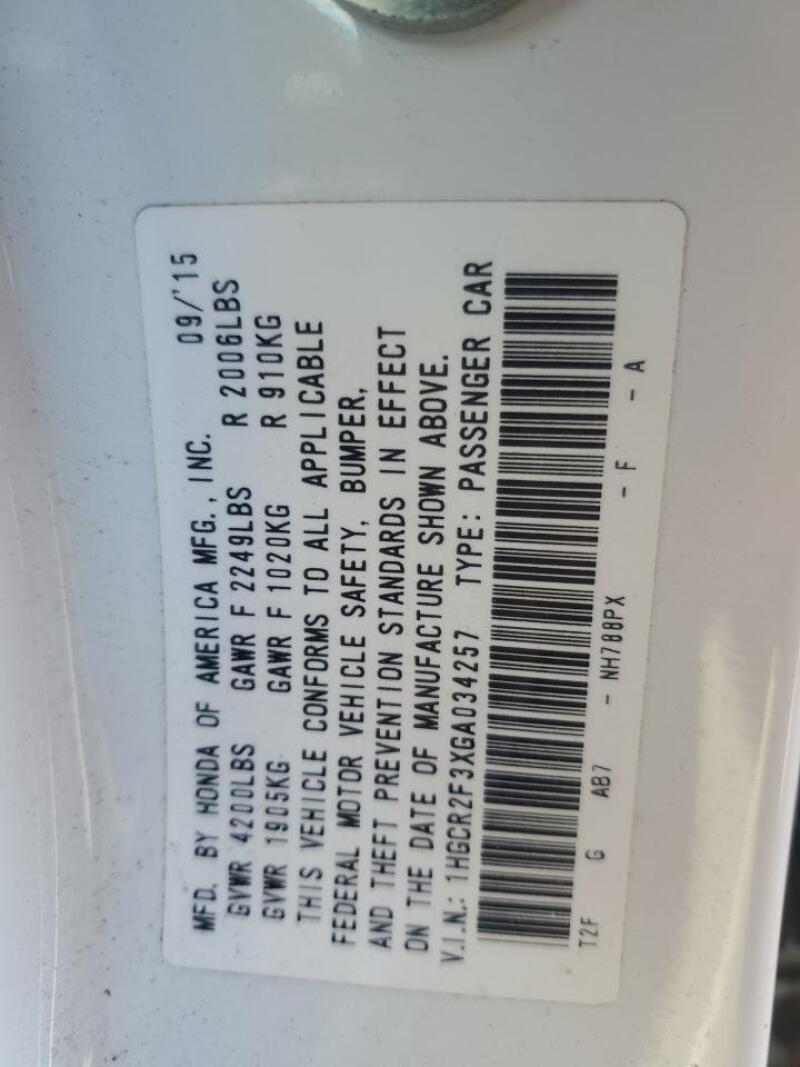 MFD. BY HONDA OF AMERICA MFG., INC. 09/'15
GVWR 4200LBS GAWR F 2249LBS R 2006LBS
GVWR 1905KG GAWR F 1020KG R 910KG
THIS VEHICLE CONFORMS TO ALL APPLICABLE
FEDERAL MOTOR VEHICLE SAFETY, BUMPER,
AND THEFT PREVENTION STANDARDS IN EFFECT
ON THE DATE OF MANUFACTURE SHOWN ABOVE.
V.I.N.: 1HGCR2F3XGA034257 TYPE: PASSENGER CAR
T2F G AB7 - NH788PX - F - A